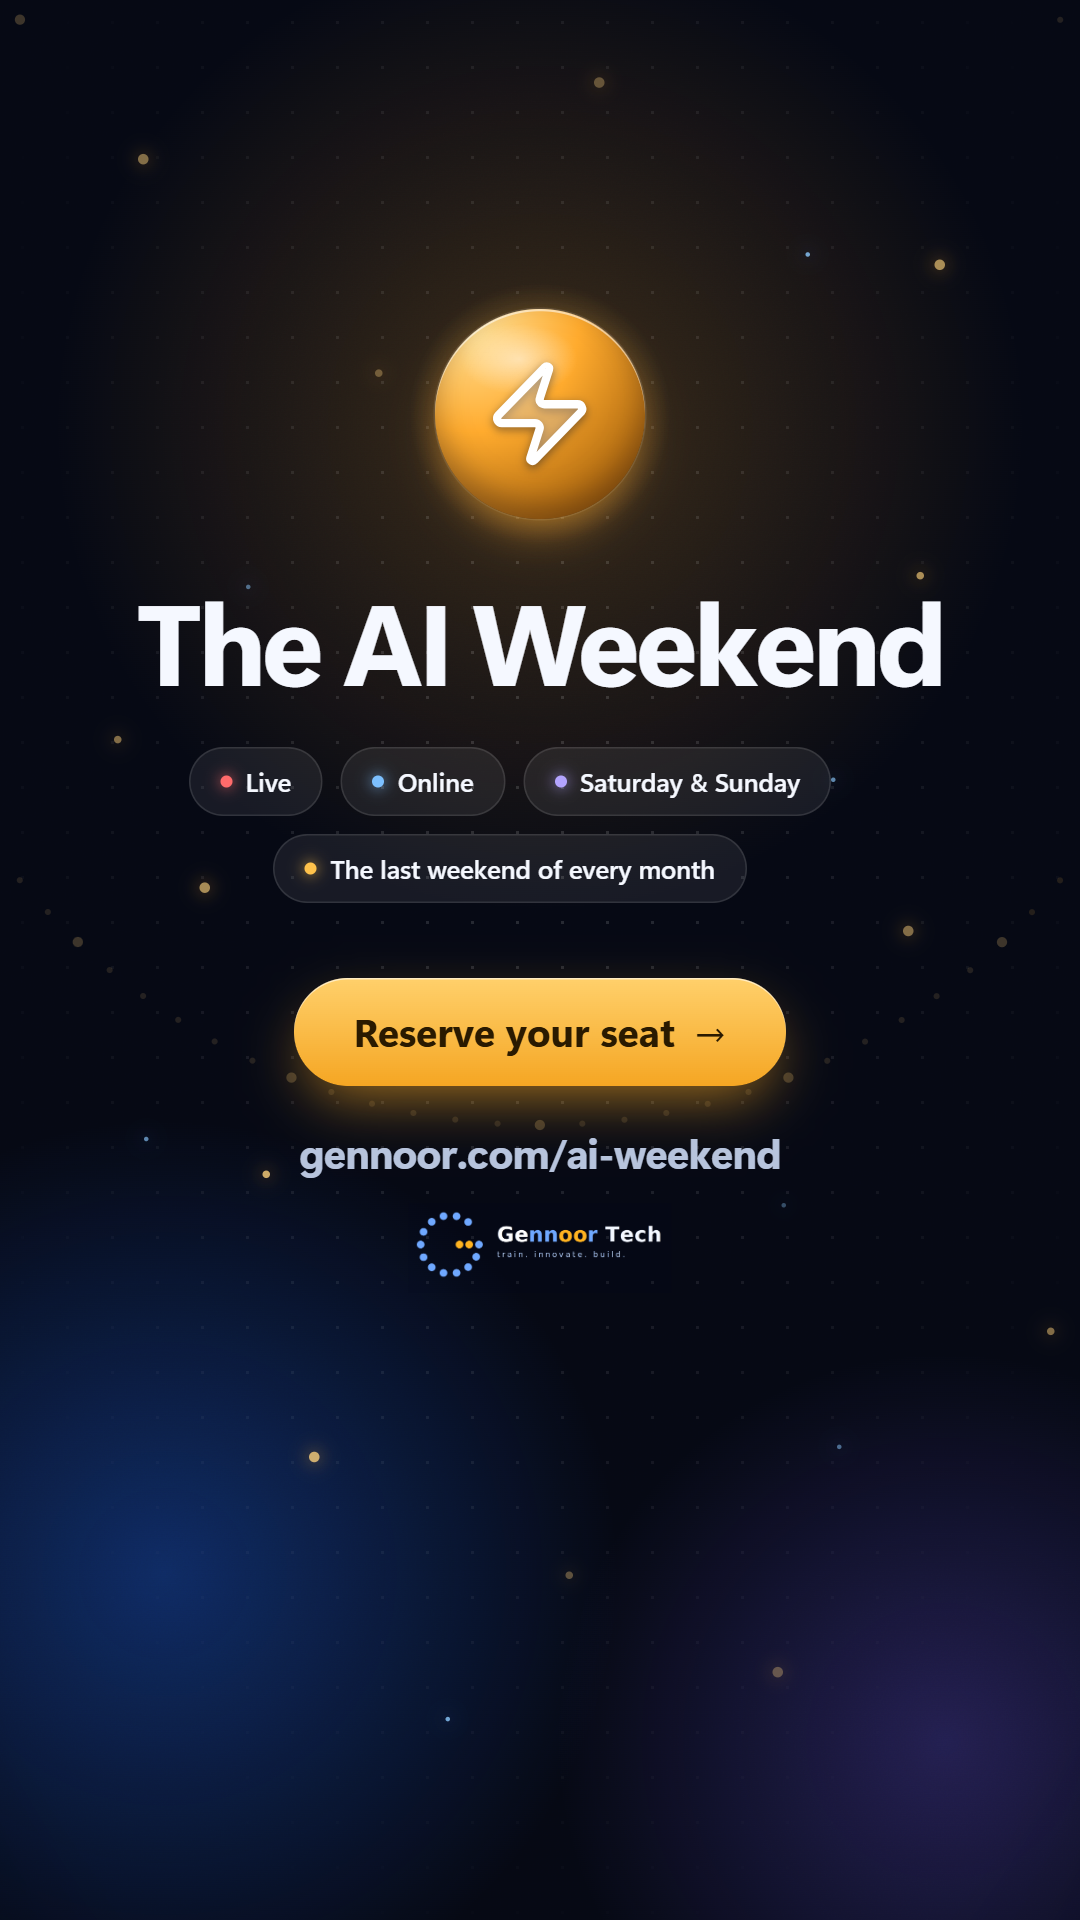 The AI Weekend
Live
Online
Saturday & Sunday
The last weekend of every month
Reserve your seat →
gennoor.com/ai-weekend
Gennoor Tech
train. innovate. build.